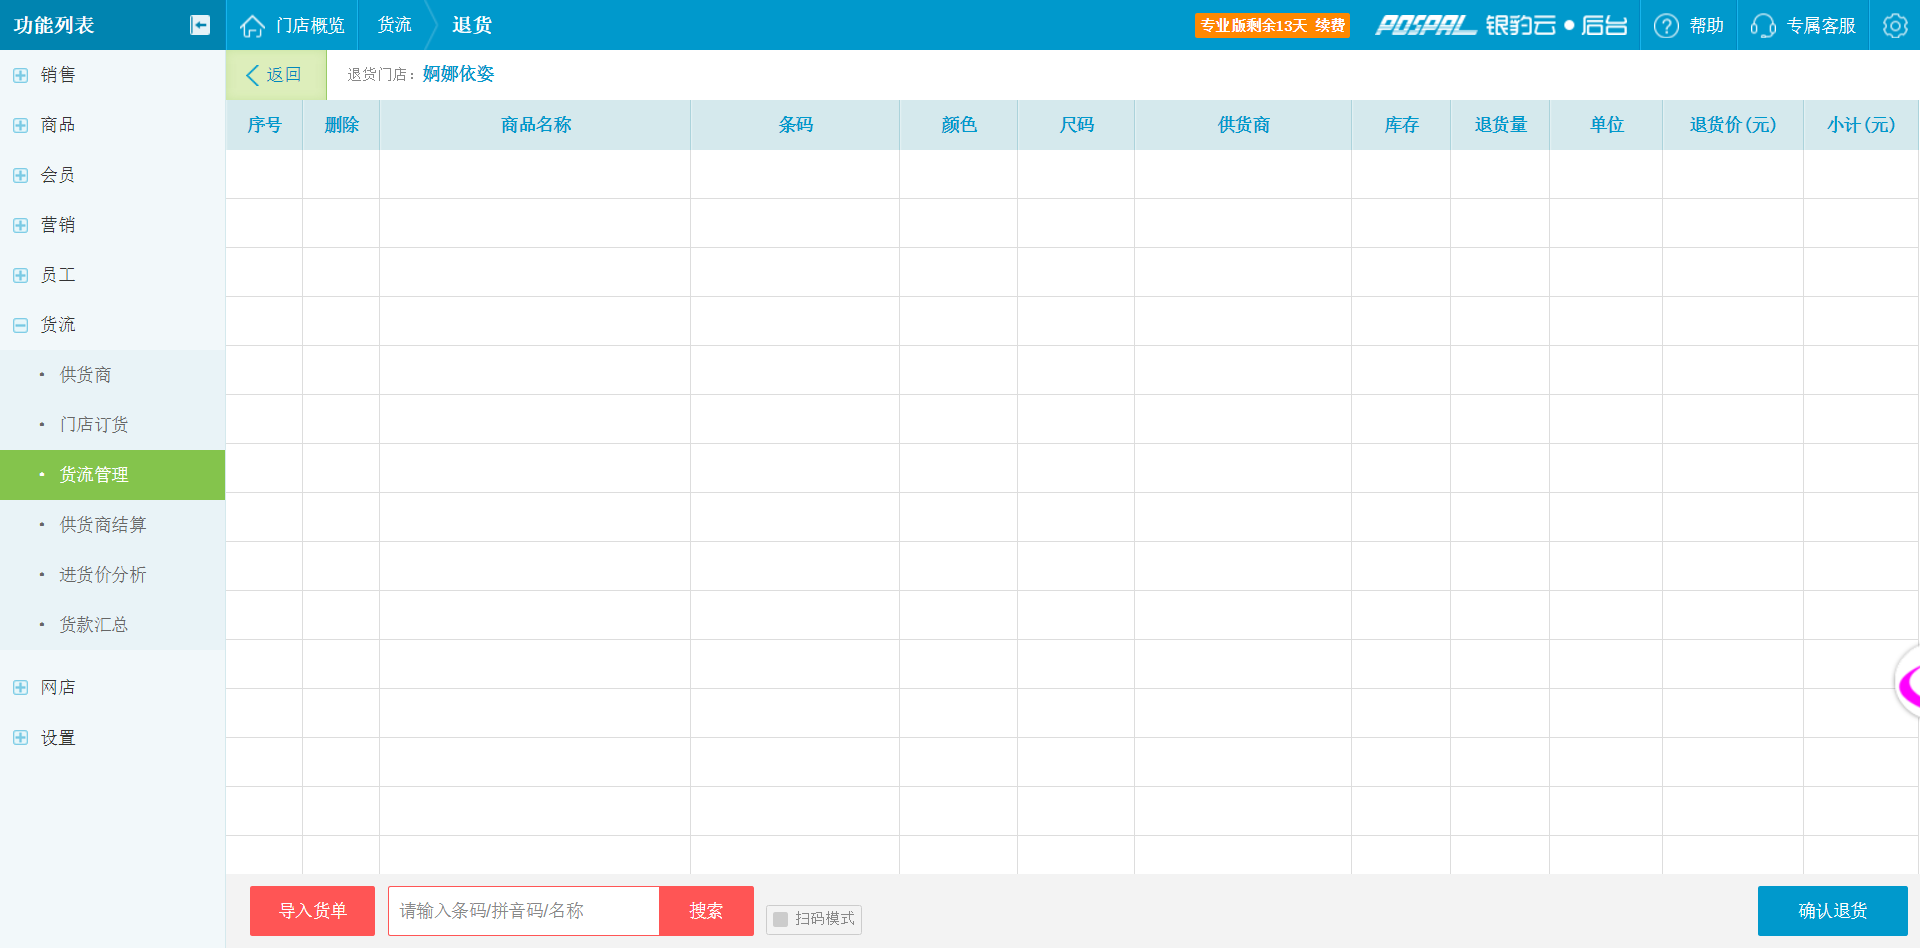 功能列表
门店概览
货流
退货
专业版剩余13天 续费
POSPAL 银豹云●后台
帮助
专属客服
销售
商品
会员
营销
员工
货流
• 供货商
• 门店订货
• 货流管理
• 供货商结算
• 进货价分析
• 货款汇总
网店
设置
返回
退货门店：婀娜依姿
序号 删除 商品名称 条码 颜色 尺码 供货商 库存 退货量 单位 退货价(元) 小计(元)
导入货单
请输入条码/拼音码/名称
搜索
扫码模式
确认退货